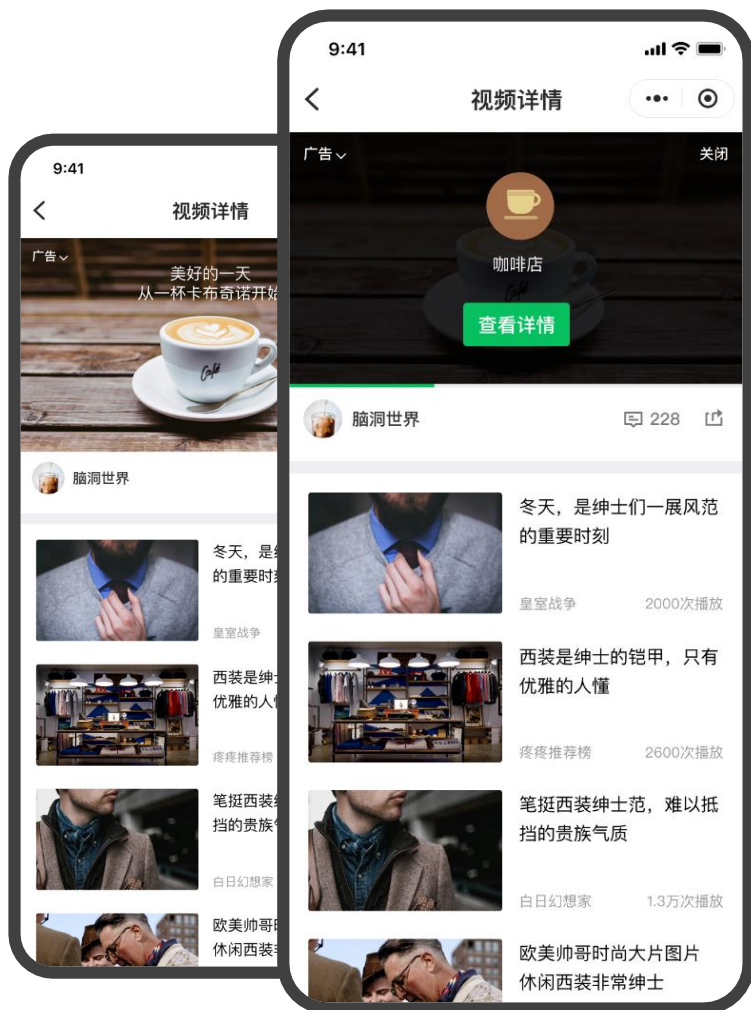 9:41
视频详情
广告
美好的一天
从一杯卡布奇诺开始
Café
脑洞世界
冬天，是
的重要时
皇室战争
西装是绅
优雅的人
疼疼推荐榜
笔挺西装
挡的贵族
白日幻想家
欧美帅哥
休闲西装
9:41
视频详情
广告
关闭
咖啡店
查看详情
脑洞世界
228
冬天，是绅士们一展风范
的重要时刻
皇室战争 2000次播放
西装是绅士的铠甲，只有
优雅的人懂
疼疼推荐榜 2600次播放
笔挺西装绅士范，难以抵
挡的贵族气质
白日幻想家 1.3万次播放
欧美帅哥时尚大片图片
休闲西装非常绅士